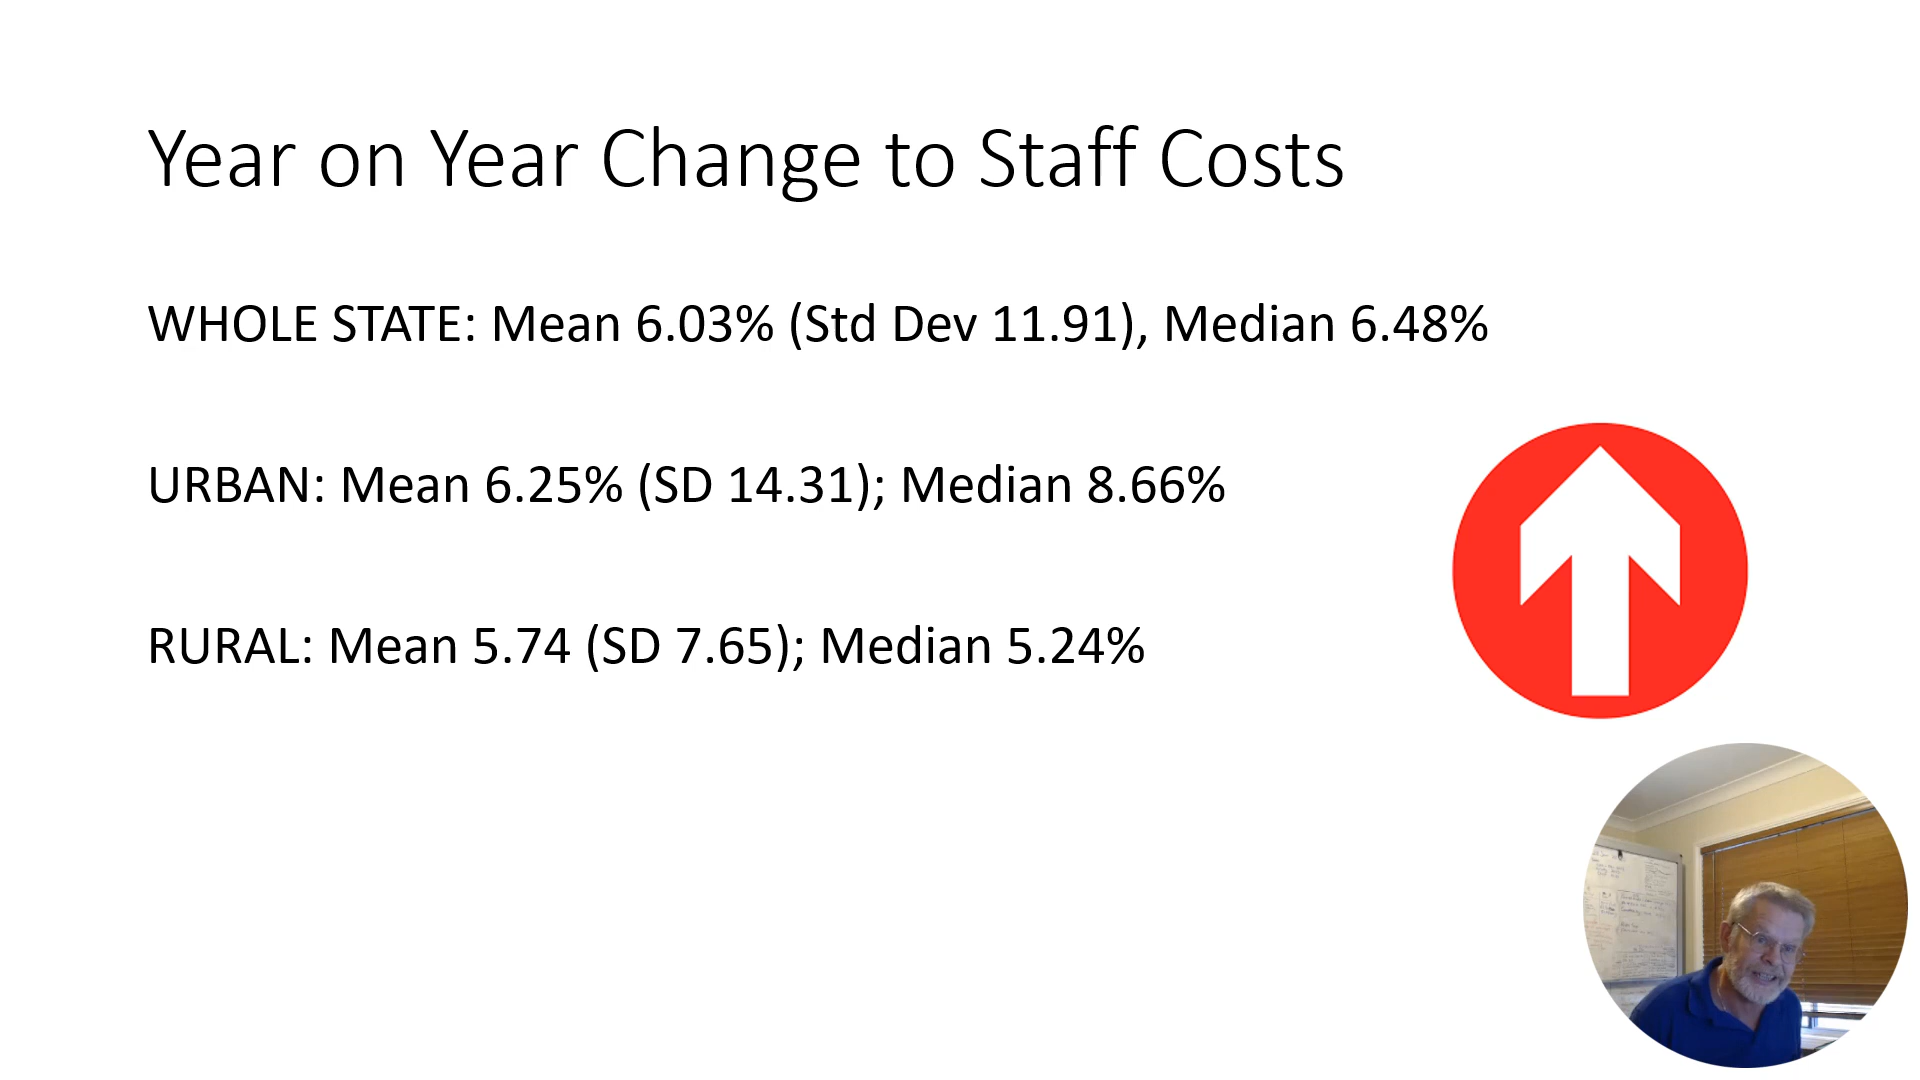 Year on Year Change to Staff Costs
WHOLE STATE: Mean 6.03% (Std Dev 11.91), Median 6.48%
URBAN: Mean 6.25% (SD 14.31); Median 8.66%
RURAL: Mean 5.74 (SD 7.65); Median 5.24%